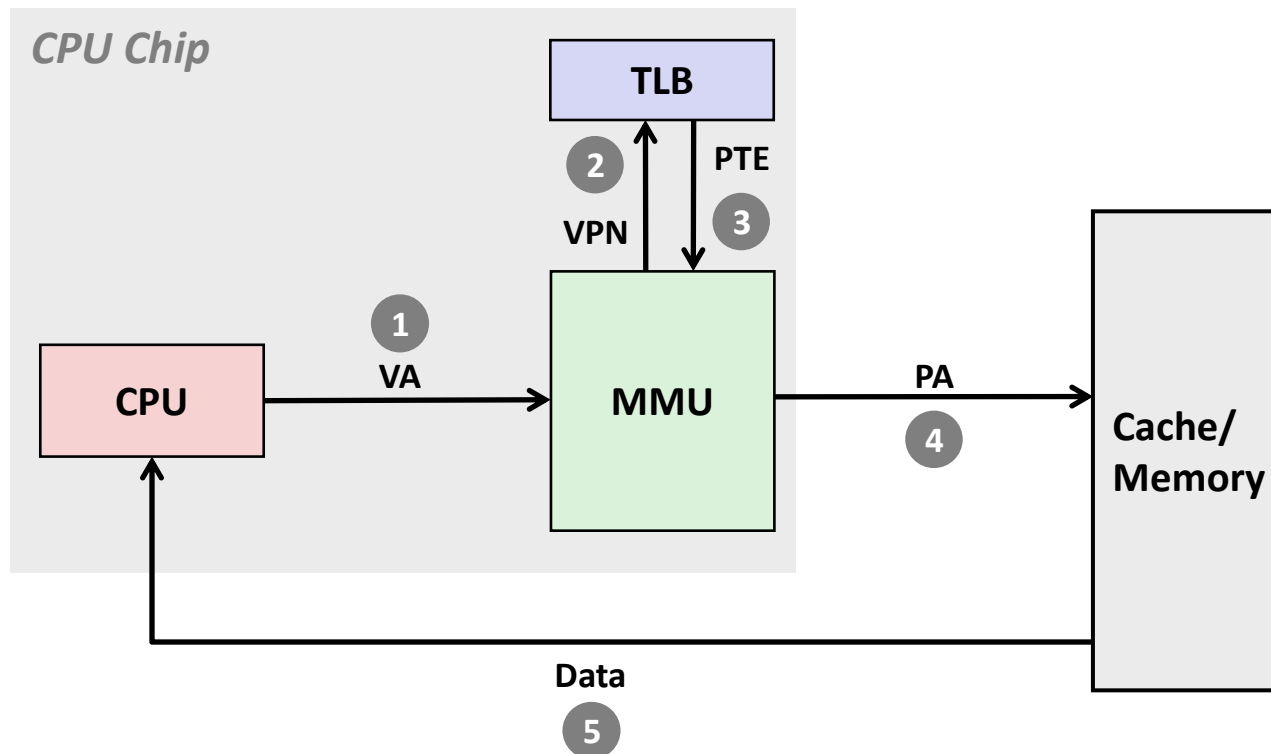 CPU Chip
TLB
2
PTE
VPN
3
1
VA
CPU
MMU
PA
4
Cache/
Memory
Data
5